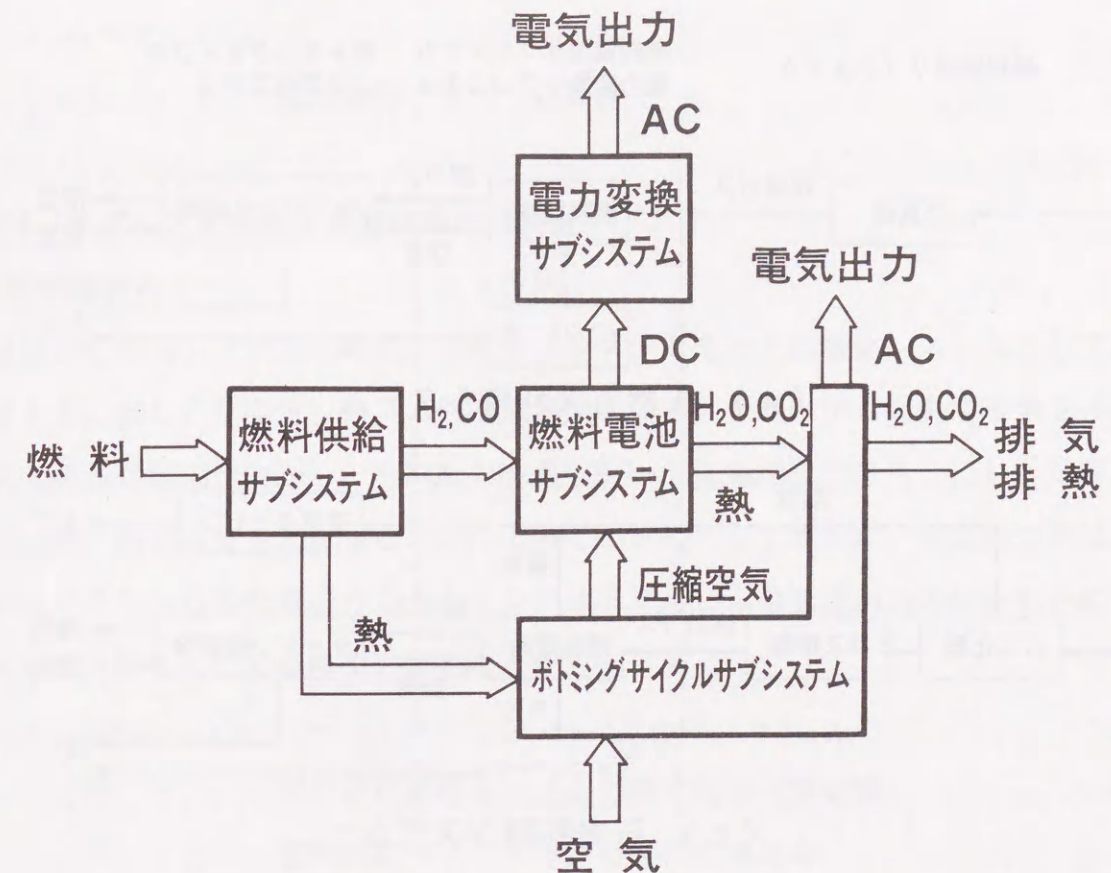 電気出力
AC
電力変換
サブシステム
電気出力
DC
AC
燃料
燃料供給
サブシステム
H₂,CO
燃料電池
サブシステム
H₂O,CO₂
熱
H₂O,CO₂
排気
排熱
圧縮空気
熱
ボトミングサイクルサブシステム
空気